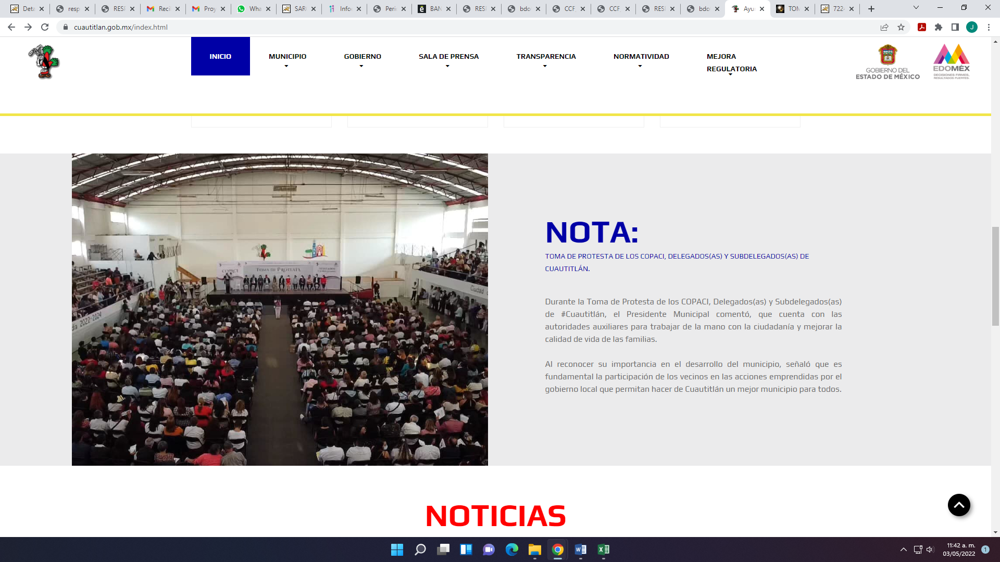 Deta
resp
RESP
Reci
Proy
Wha
SAR
Infor
Peri
BAN
RESI
bdo
CCF
CCF
RESI
bdo
Ayu
TOM
722
cuautitlan.gob.mx/index.html
J
INICIO
MUNICIPIO
GOBIERNO
SALA DE PRENSA
TRANSPARENCIA
NORMATIVIDAD
MEJORA
REGULATORIA
GOBIERNO DEL
ESTADO DE MÉXICO
EDOMÉX
DECISIONES FIRMES,
RESULTADOS FUERTES.
COPACI
TOMA DE PROTESTA
Ciudad
día 2022-2024
NOTA:
TOMA DE PROTESTA DE LOS COPACI, DELEGADOS(AS) Y SUBDELEGADOS(AS) DE
CUAUTITLÁN.
Durante la Toma de Protesta de los COPACI, Delegados(as) y Subdelegados(as)
de #Cuautitlán, el Presidente Municipal comentó, que cuenta con las
autoridades auxiliares para trabajar de la mano con la ciudadanía y mejorar la
calidad de vida de las familias.
Al reconocer su importancia en el desarrollo del municipio, señaló que es
fundamental la participación de los vecinos en las acciones emprendidas por el
gobierno local que permitan hacer de Cuautitlán un mejor municipio para todos.
NOTICIAS
11:42 a. m.
03/05/2022
1